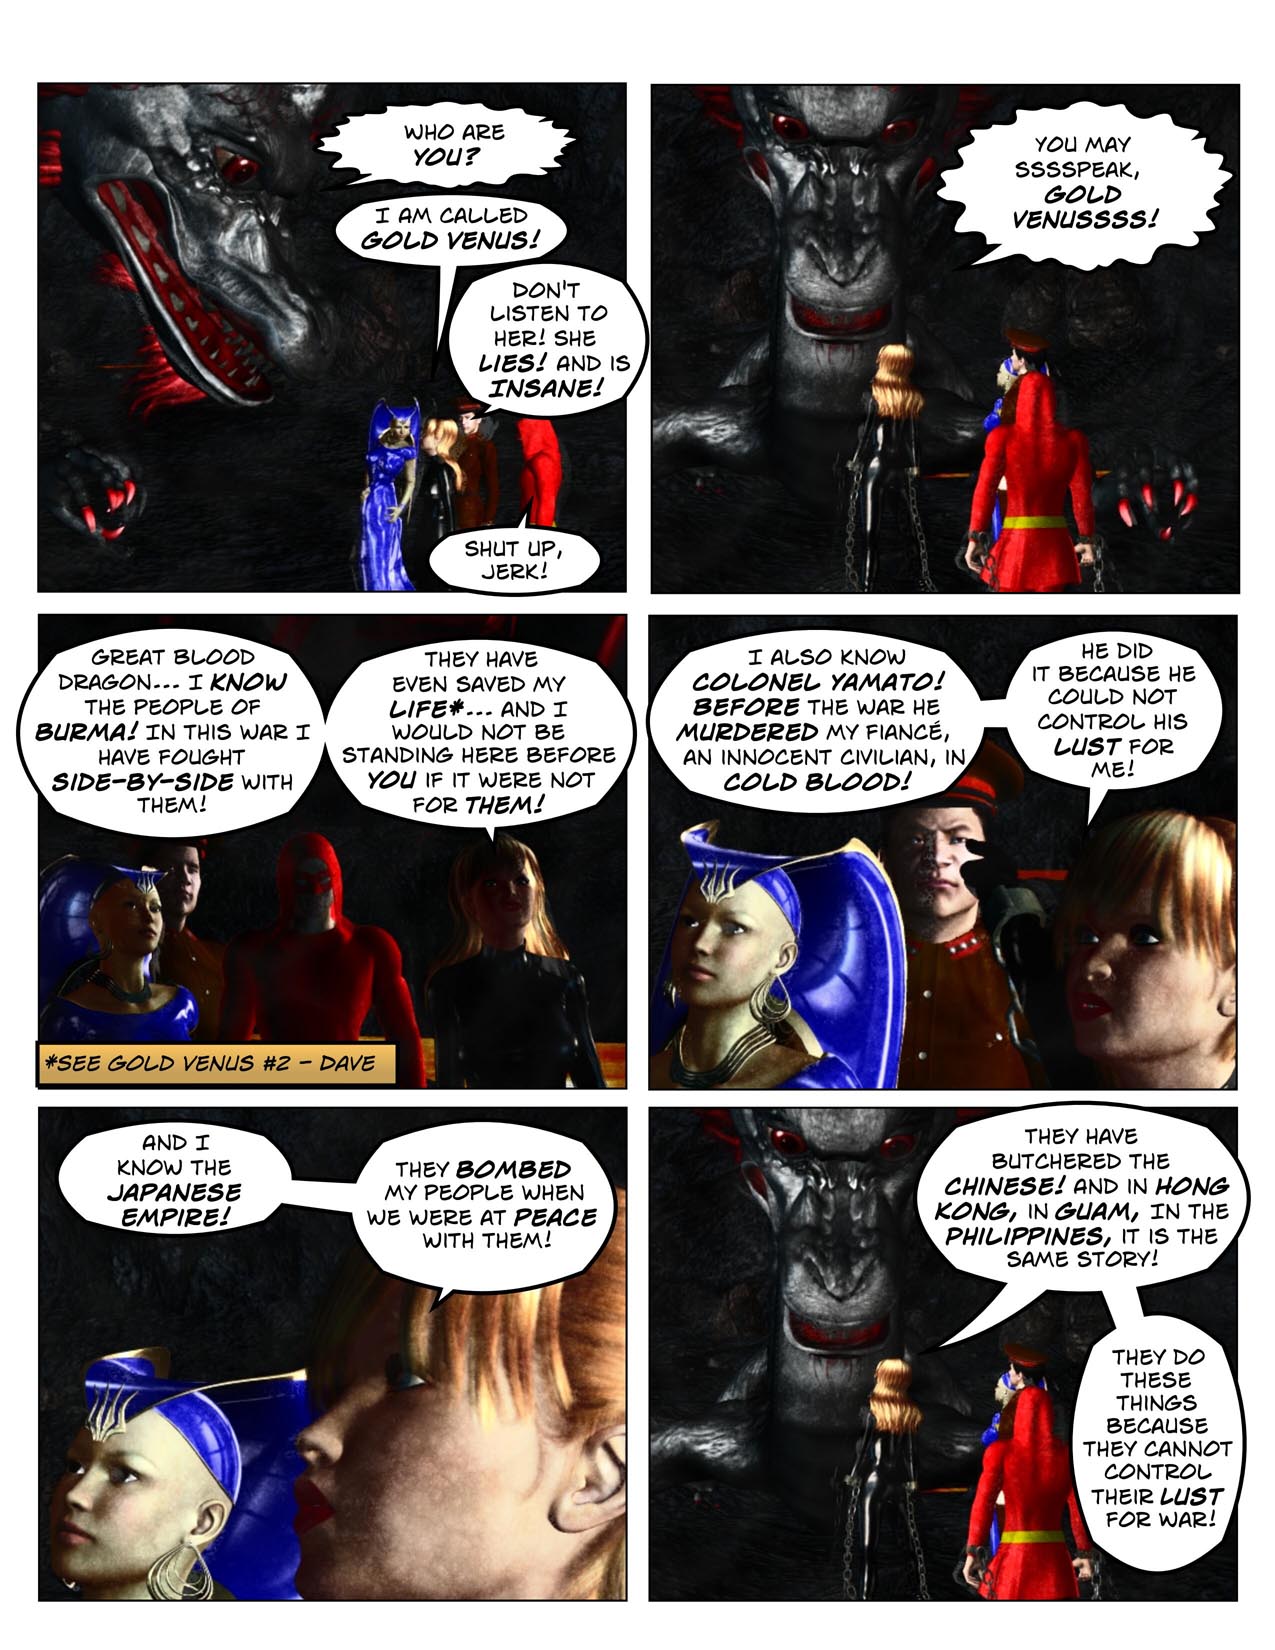 WHO ARE
YOU?
I AM CALLED
GOLD VENUS!
DON'T
LISTEN TO
HER! SHE
LIES! AND IS
INSANE!
SHUT UP,
JERK!
YOU MAY
SSSSPEAK,
GOLD
VENUSSSS!
GREAT BLOOD
DRAGON... I KNOW
THE PEOPLE OF
BURMA! IN THIS WAR I
HAVE FOUGHT
SIDE-BY-SIDE WITH
THEM!
THEY HAVE
EVEN SAVED MY
LIFE*... AND I
WOULD NOT BE
STANDING HERE BEFORE
YOU IF IT WERE NOT
FOR THEM!
*SEE GOLD VENUS #2 - DAVE
I ALSO KNOW
COLONEL YAMATO!
BEFORE THE WAR HE
MURDERED MY FIANCÉ,
AN INNOCENT CIVILIAN, IN
COLD BLOOD!
HE DID
IT BECAUSE HE
COULD NOT
CONTROL HIS
LUST FOR
ME!
AND I
KNOW THE
JAPANESE
EMPIRE!
THEY BOMBED
MY PEOPLE WHEN
WE WERE AT PEACE
WITH THEM!
THEY HAVE
BUTCHERED THE
CHINESE! AND IN HONG
KONG, IN GUAM, IN THE
PHILIPPINES, IT IS THE
SAME STORY!
THEY DO
THESE
THINGS
BECAUSE
THEY CANNOT
CONTROL
THEIR LUST
FOR WAR!